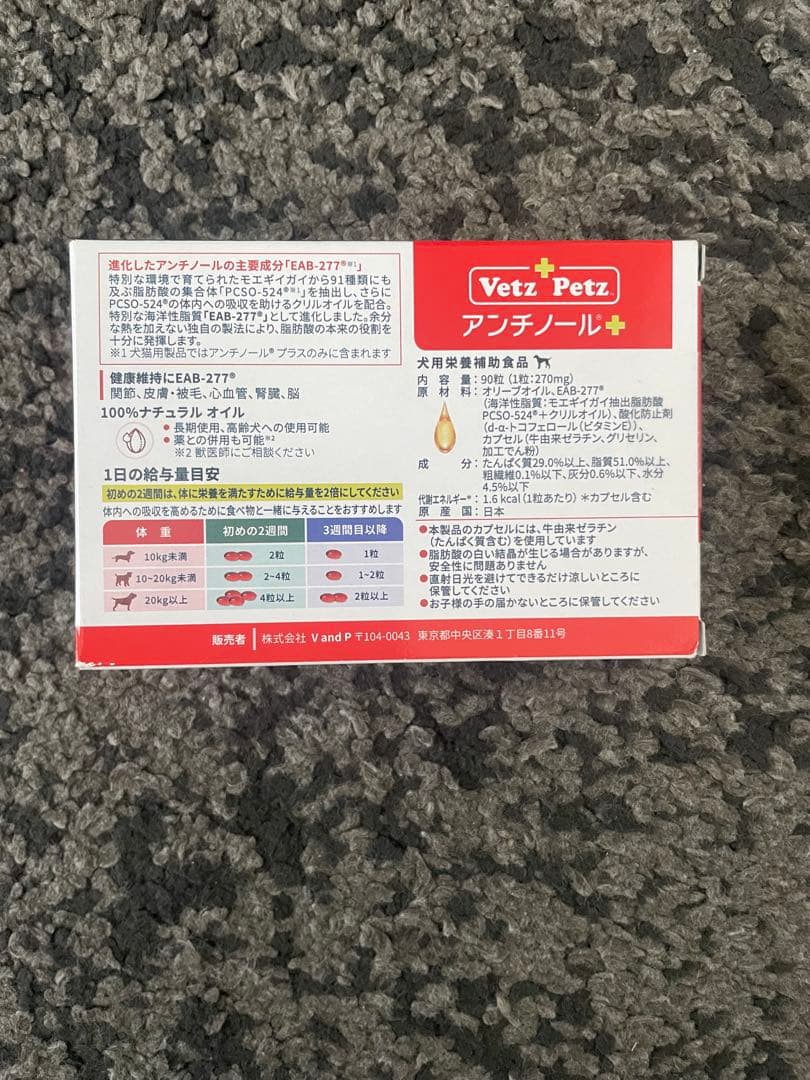 進化したアンチノールの主要成分「EAB-277®※1」
特別な環境で育てられたモエギイガイから91種類にも
及ぶ脂肪酸の集合体「PCSO-524®※1」を抽出し、さらに
PCSO-524®の体内への吸収を助けるクリルオイルを配合。
特別な海洋性脂質「EAB-277®」として進化しました。余分
な熱を加えない独自の製法により、脂肪酸の本来の役割を
十分に発揮します。
※1 犬猫用製品ではアンチノール®プラスのみに含まれます
健康維持にEAB-277®
関節、皮膚・被毛、心血管、腎臓、脳
100%ナチュラル オイル
● 長期使用、高齢犬への使用可能
● 薬との併用も可能※2
※2 獣医師にご相談ください
1日の給与量目安
初めの2週間は、体に栄養を満たすために給与量を2倍にしてください
体内への吸収を高めるために食べ物と一緒に与えることをおすすめします
体 重 初めの2週間 3週間目以降
10kg未満 2粒 1粒
10~20kg未満 2~4粒 1~2粒
20kg以上 4粒以上 2粒以上
Vetz Petz™
アンチノール®+
犬用栄養補助食品
内 容 量：90粒（1粒:270mg）
原 材 料：オリーブオイル、EAB-277®
（海洋性脂質：モエギイガイ抽出脂肪酸
PCSO-524®＋クリルオイル）、酸化防止剤
（d-α-トコフェロール（ビタミンE））、
カプセル（牛由来ゼラチン、グリセリン、
加工でん粉）
成 分：たんぱく質29.0%以上、脂質51.0%以上、
粗繊維0.1%以下、灰分0.6%以下、水分
4.5%以下
代謝エネルギー*：1.6 kcal（1粒あたり）＊カプセル含む
原 産 国：日本
●本製品のカプセルには、牛由来ゼラチン
（たんぱく質含む）を使用しています
●脂肪酸の白い結晶が生じる場合がありますが、
安全性に問題ありません
●直射日光を避けてできるだけ涼しいところに
保管してください
●お子様の手の届かないところに保管してください
販売者 株式会社 V and P 〒104-0043 東京都中央区湊１丁目8番11号